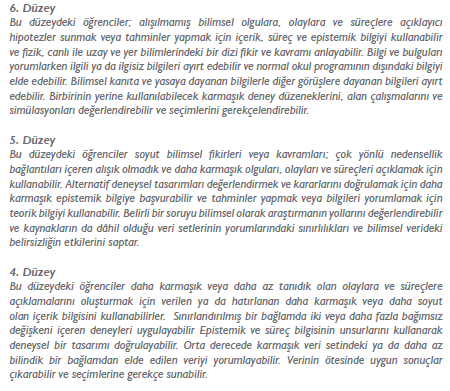 6. Düzey
Bu düzeydeki öğrenciler; alışılmamış bilimsel olgulara, olaylara ve süreçlere açıklayıcı
hipotezler sunmak veya tahminler yapmak için içerik, süreç ve epistemik bilgiyi kullanabilir
ve fizik, canlı ile uzay ve yer bilimlerindeki bir dizi fikir ve kavramı anlayabilir. Bilgi ve bulguları
yorumlarken ilgili ya da ilgisiz bilgileri ayırt edebilir ve normal okul programının dışındaki bilgiyi
elde edebilir. Bilimsel kanıta ve yasaya dayanan bilgilerle diğer görüşlere dayanan bilgileri ayırt
edebilir. Birbirinin yerine kullanılabilecek karmaşık deney düzeneklerini, alan çalışmalarını ve
simülasyonları değerlendirebilir ve seçimlerini gerekçelendirebilir.
5. Düzey
Bu düzeydeki öğrenciler soyut bilimsel fikirleri veya kavramları; çok yönlü nedensellik
bağlantıları içeren alışık olmadık ve daha karmaşık olguları, olayları ve süreçleri açıklamak için
kullanabilir. Alternatif deneysel tasarımları değerlendirmek ve kararlarını doğrulamak için daha
karmaşık epistemik bilgiye başvurabilir ve tahminler yapmak veya bilgileri yorumlamak için
teorik bilgiyi kullanabilir. Belirli bir soruyu bilimsel olarak araştırmanın yollarını değerlendirebilir
ve kaynakların da dâhil olduğu veri setlerinin yorumlarındaki sınırlılıkları ve bilimsel verideki
belirsizliğin etkilerini saptar.
4. Düzey
Bu düzeydeki öğrenciler daha karmaşık veya daha az tanıdık olan olaylara ve süreçlere
açıklamalarını oluşturmak için verilen ya da hatırlanan daha karmaşık veya daha soyut
olan içerik bilgisini kullanabilirler. Sınırlandırılmış bir bağlamda iki veya daha fazla bağımsız
değişkeni içeren deneyleri uygulayabilir Epistemik ve süreç bilgisinin unsurlarını kullanarak
deneysel bir tasarımı doğrulayabilir. Orta derecede karmaşık veri setindeki ya da daha az
bilindik bir bağlamdan elde edilen veriyi yorumlayabilir. Verinin ötesinde uygun sonuçlar
çıkarabilir ve seçimlerine gerekçe sunabilir.